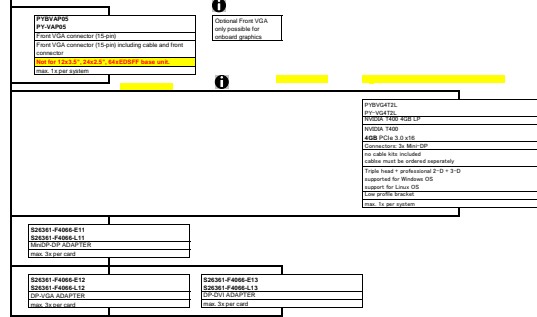 PYBVAP05
PY-VAP05
Front VGA connector (15-pin)
Front VGA connector (15-pin) including cable and front
connector
Not for 12x3.5", 24x2.5", 64xEDSFF base unit.
max. 1x per system
Optional Front VGA
only possible for
onboard graphics
PYBVG4T2L
PY-VG4T2L
NVIDIA T400 4GB LP
NVIDIA T400
4GB PCIe 3.0 x16
Connectors: 3x Mini-DP
no cable kits included
cables must be ordered seperately
Triple head + professional 2-D + 3-D
supported for Windows OS
support for Linux OS
Low profile bracket
max. 1x per system
S26361-F4066-E11
S26361-F4066-L11
MiniDP-DP ADAPTER
max. 3x per card
S26361-F4066-E12
S26361-F4066-L12
DP-VGA ADAPTER
max. 3x per card
S26361-F4066-E13
S26361-F4066-L13
DP-DVI ADAPTER
max. 3x per card